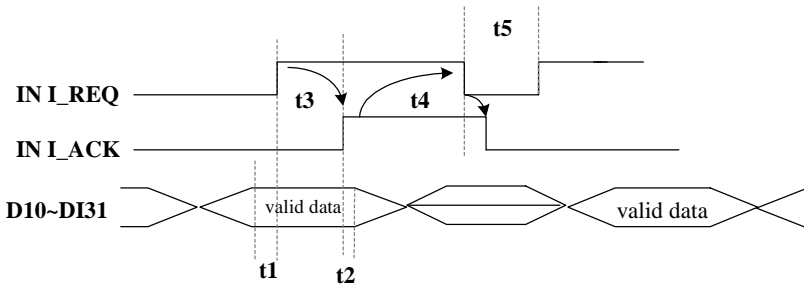 t5
IN I_REQ
t3
t4
IN I_ACK
D10~DI31
valid data
valid data
t1
t2